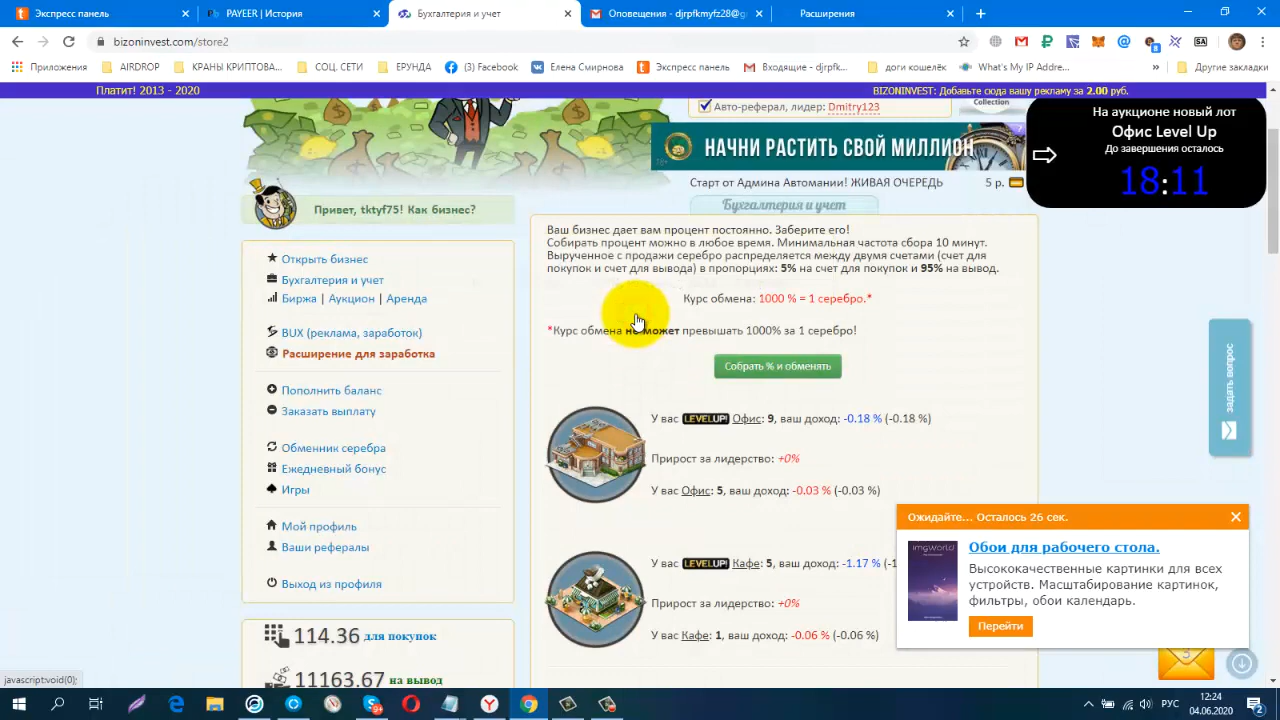 Экспресс панель
PAYEER | История
Бухгалтерия и учет
Оповещения - djrpfkmyfz28@g
Расширения
bizoninvest.com/store2
Приложения
AIRDROP
КРАНЫ КРИПТОВА...
СОЦ. СЕТИ
ЕРУНДА
(3) Facebook
Елена Смирнова
Экспресс панель
Входящие - djrpfk...
доги кошелёк
What's My IP Addre...
»
Другие закладки
Платит! 2013 - 2020
BIZONINVEST: Добавьте сюда вашу рекламу за 2.00 руб.
Авто-реферал, лидер: Dmitry123
Collection
НАЧНИ РАСТИТЬ СВОЙ МИЛЛИОН
Старт от Админа Автомании! ЖИВАЯ ОЧЕРЕДЬ
5 р.
На аукционе новый лот
Офис Level Up
До завершения осталось
18:11
Привет, tktyf75! Как бизнес?
Открыть бизнес
Бухгалтерия и учет
Биржа | Аукцион | Аренда
BUX (реклама, заработок)
Расширение для заработка
Пополнить баланс
Заказать выплату
Обменник серебра
Ежедневный бонус
Игры
Мой профиль
Ваши рефералы
Выход из профиля
114.36 для покупок
11163.67 на вывод
Бухгалтерия и учет
Ваш бизнес дает вам процент постоянно. Заберите его!
Собирать процент можно в любое время. Минимальная частота сбора 10 минут.
Вырученное с продажи серебро распределяется между двумя счетами (счет для
покупок и счет для вывода) в пропорциях: 5% на счет для покупок и 95% на вывод.
Курс обмена: 1000 % = 1 серебро.*
*Курс обмена не может превышать 1000% за 1 серебро!
Собрать % и обменять
У вас LEVELUP! Офис: 9, ваш доход: -0.18 % (-0.18 %)
Прирост за лидерство: +0%
У вас Офис: 5, ваш доход: -0.03 % (-0.03 %)
У вас LEVELUP! Кафе: 5, ваш доход: -1.17 % (-1
Прирост за лидерство: +0%
У вас Кафе: 1, ваш доход: -0.06 % (-0.06 %)
задать вопрос
Ожидайте... Осталось 26 сек.
Обои для рабочего стола.
Высококачественные картинки для всех
устройств. Масштабирование картинок,
фильтры, обои календарь.
Перейти
imgWorld
javascript:void(0);
РУС
12:24
04.06.2020